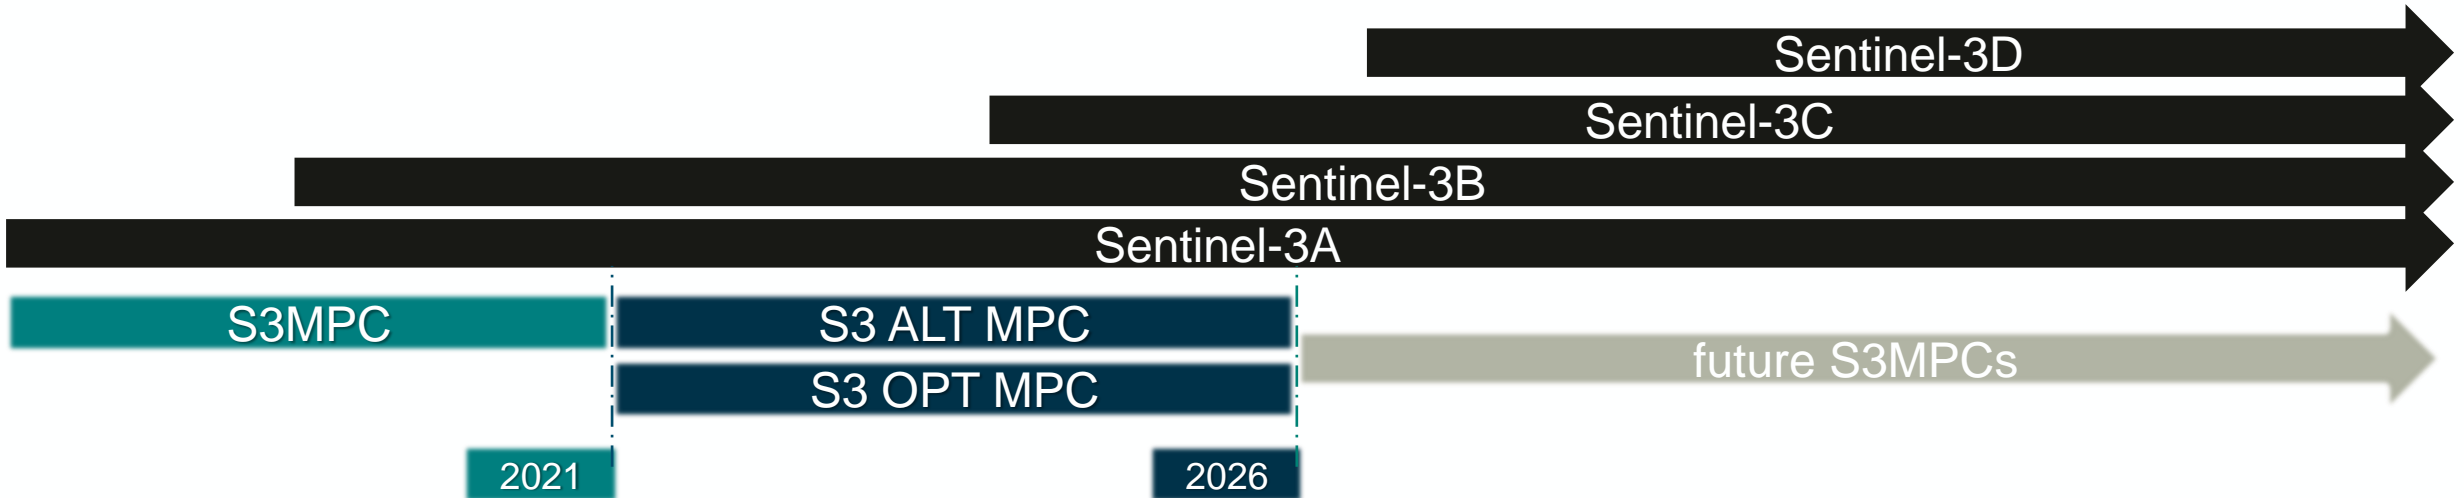 Sentinel-3D
Sentinel-3C
Sentinel-3B
Sentinel-3A
S3MPC
S3 ALT MPC
S3 OPT MPC
future S3MPCs
2021
2026